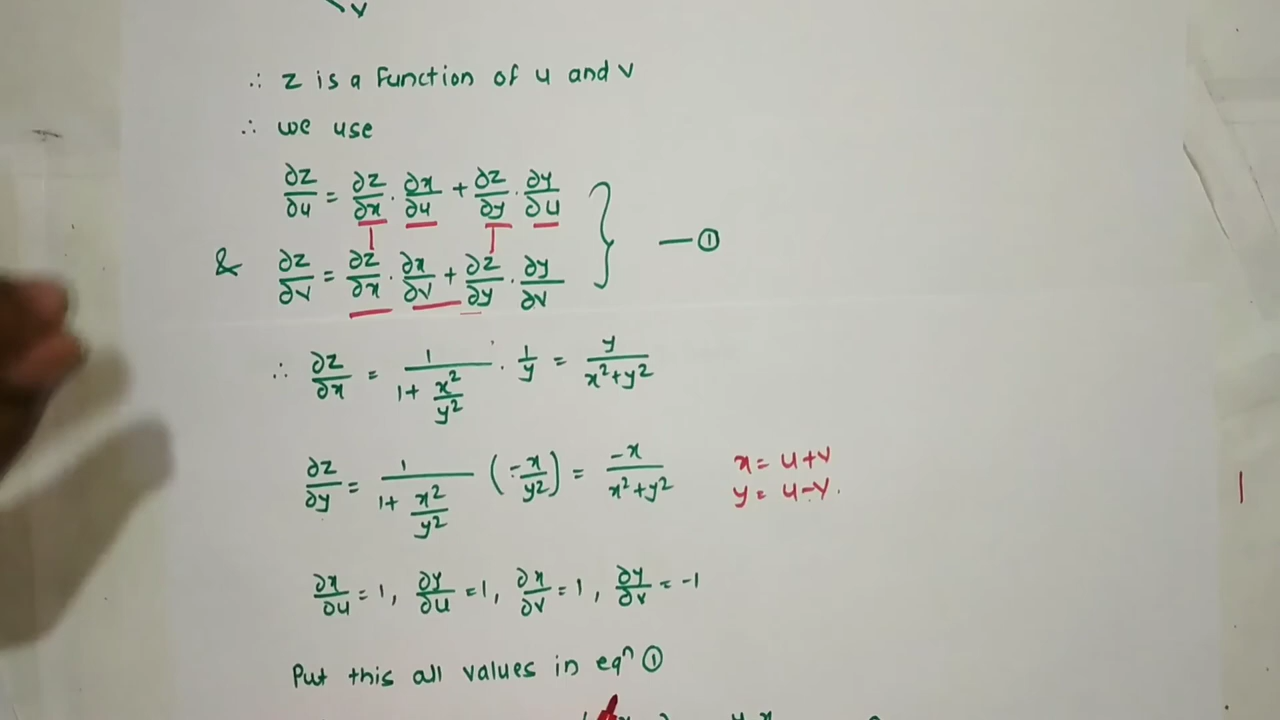 v
∴ z is a Function of u and v
∴ we use
∂z/∂u = ∂z/∂x · ∂x/∂u + ∂z/∂y · ∂y/∂u
& ∂z/∂v = ∂z/∂x · ∂x/∂v + ∂z/∂y · ∂y/∂v — ①
∴ ∂z/∂x = 1/(1+x²/y²) · 1/y = y/(x²+y²)
∂z/∂y = 1/(1+x²/y²) (-x/y²) = -x/(x²+y²)
x = u+v
y = u-v.
∂x/∂u = 1, ∂y/∂u = 1, ∂x/∂v = 1, ∂y/∂v = -1
Put this all values in eqⁿ ①